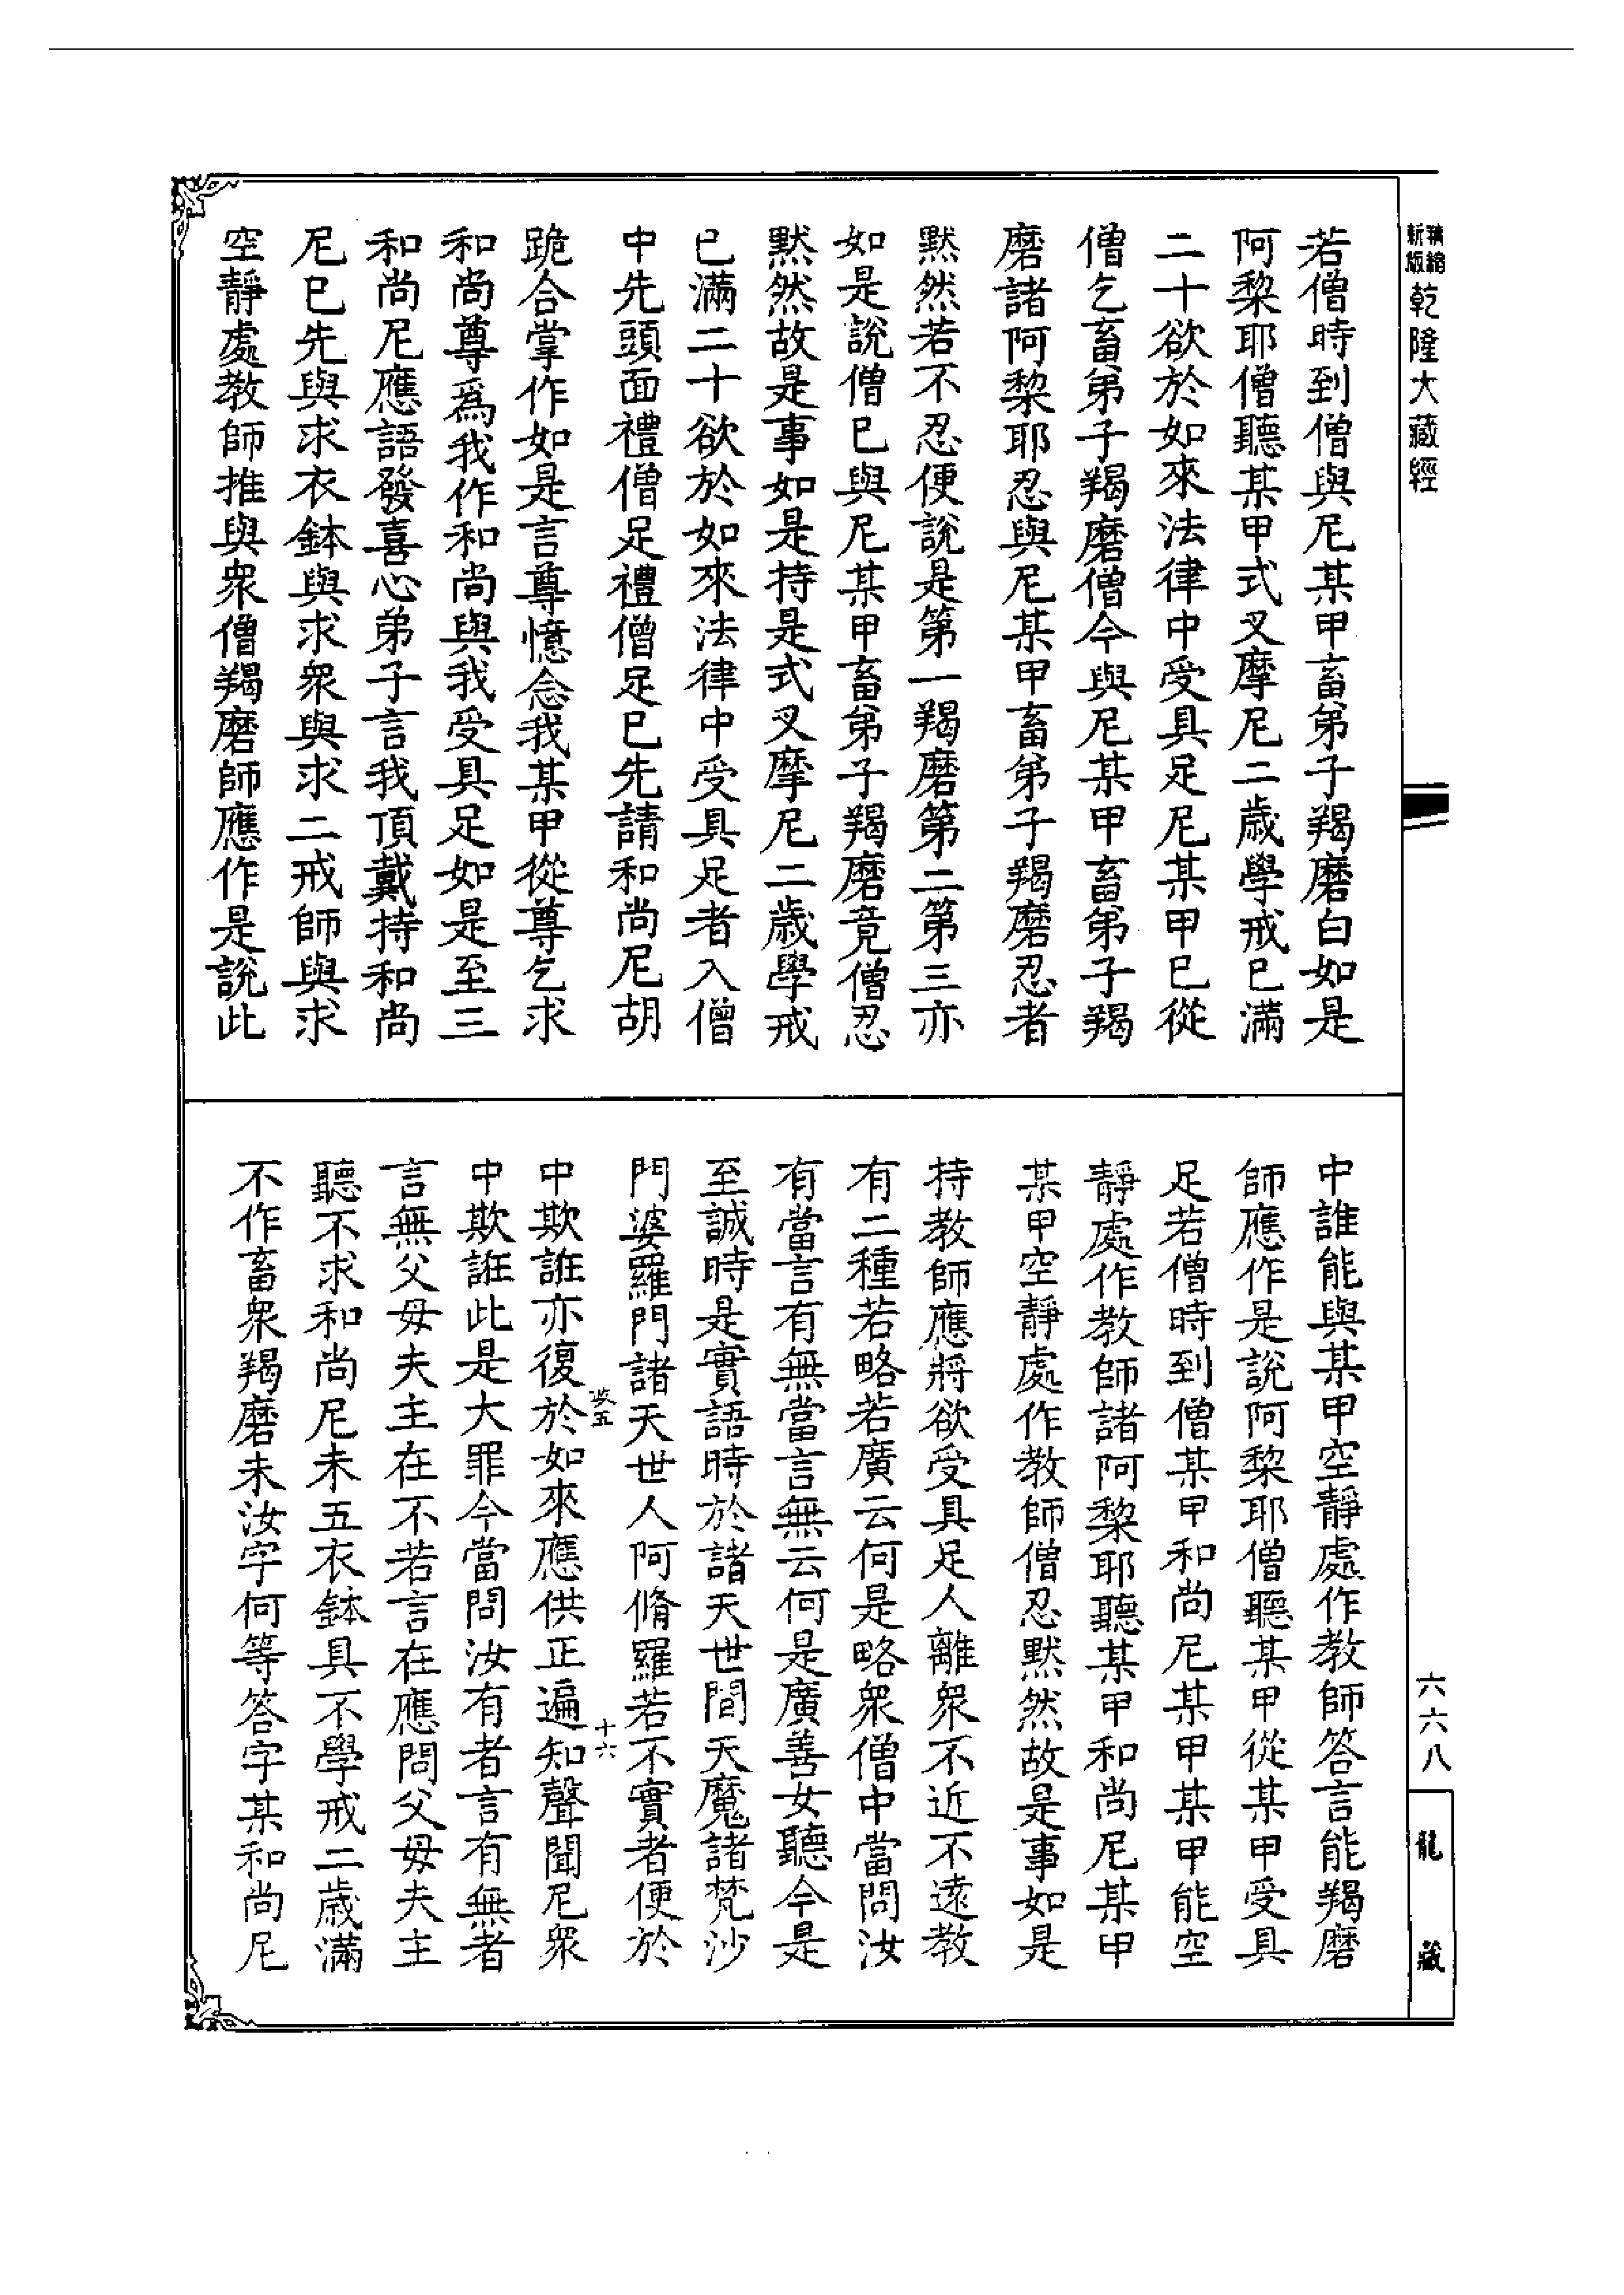 新版精縮 乾隆大藏經
若僧時到僧與尼某甲畜弟子羯磨白如是
阿黎耶僧聽某甲式叉摩尼二歲學戒已滿
二十欲於如來法律中受具足尼某甲已從
僧乞畜弟子羯磨僧今與尼某甲畜弟子羯
磨諸阿黎耶忍與尼某甲畜弟子羯磨忍者
默然若不忍便說是第一羯磨第二第三亦
如是說僧已與尼某甲畜弟子羯磨竟僧忍
默然故是事如是持是式叉摩尼二歲學戒
已滿二十欲於如來法律中受具足者入僧
中先頭面禮僧足禮僧足已先請和尚尼胡
跪合掌作如是言尊憶念我某甲從尊乞求
和尚尊爲我作和尚與我受具足如是至三
和尚尼應語發喜心弟子言我頂戴持和尚
尼已先與求衣鉢與求衆與求二戒師與求
空靜處教師推與衆僧羯磨師應作是說此
中誰能與某甲空靜處作教師答言能羯磨
師應作是說阿黎耶僧聽某甲從某甲受具
足若僧時到僧某甲和尚尼某甲某甲能空
靜處作教師諸阿黎耶聽某甲和尚尼某甲
某甲空靜處作教師僧忍默然故是事如是
持教師應將欲受具足人離衆不近不遠教
有二種若略若廣云何是略衆僧中當問汝
有當言有無當言無云何是廣善女聽今是
至誠時是實語時於諸天世間天魔諸梵沙
門婆羅門諸天世人阿脩羅若不實者便於
中欺誑亦復於如來應供正遍知聲聞尼衆
中欺誑此是大罪今當問汝有者言有無者
言無父母夫主在不若言在應問父母夫主
聽不求和尚尼未五衣鉢具不學戒二歲滿
不作畜衆羯磨未汝字何等答字某和尚尼
五
十六
六六八
龍藏